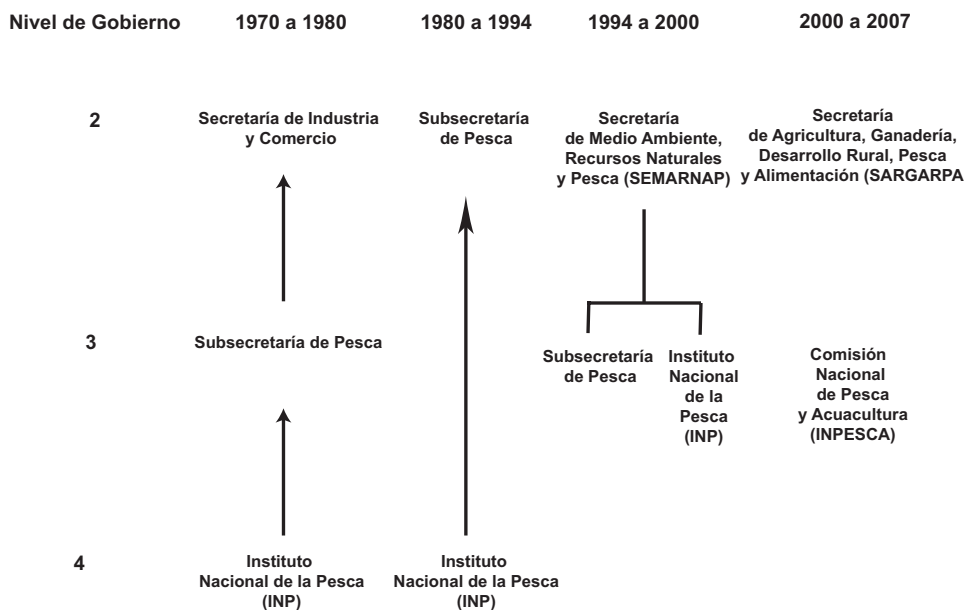 Nivel de Gobierno 1970 a 1980 1980 a 1994 1994 a 2000 2000 a 2007
2
Secretaría de Industria
y Comercio
Subsecretaría
de Pesca
Secretaría
de Medio Ambiente,
Recursos Naturales
y Pesca (SEMARNAP)
Secretaría
de Agricultura, Ganadería,
Desarrollo Rural, Pesca
y Alimentación (SARGARPA
3
Subsecretaría de Pesca
Subsecretaría
de Pesca
Instituto
Nacional
de la
Pesca
(INP)
Comisión
Nacional
de Pesca
y Acuacultura
(INPESCA)
4
Instituto
Nacional de la Pesca
(INP)
Instituto
Nacional de la Pesca
(INP)